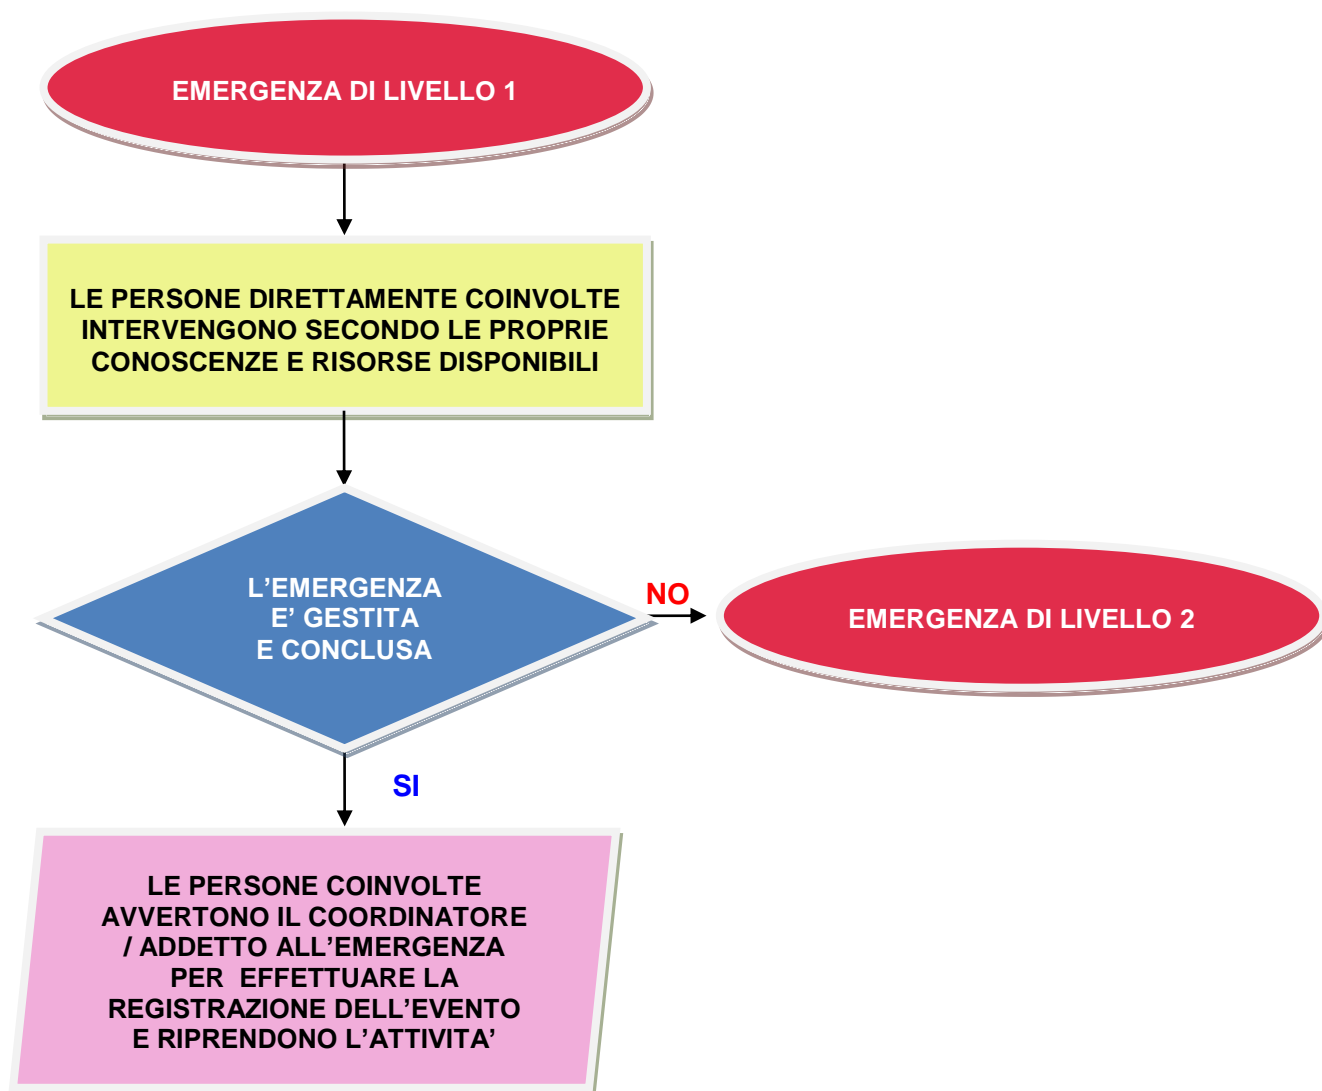 EMERGENZA DI LIVELLO 1
LE PERSONE DIRETTAMENTE COINVOLTE
INTERVENGONO SECONDO LE PROPRIE
CONOSCENZE E RISORSE DISPONIBILI
L’EMERGENZA
E’ GESTITA
E CONCLUSA
NO
EMERGENZA DI LIVELLO 2
SI
LE PERSONE COINVOLTE
AVVERTONO IL COORDINATORE
/ ADDETTO ALL’EMERGENZA
PER EFFETTUARE LA
REGISTRAZIONE DELL’EVENTO
E RIPRENDONO L’ATTIVITA’